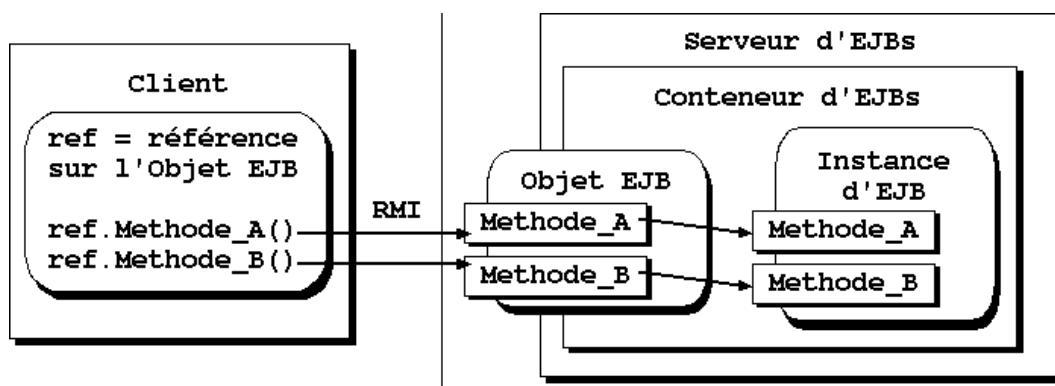 Client
ref = référence
sur l'Objet EJB
ref.Methode_A()
ref.Methode_B()
RMI
Serveur d'EJBs
Conteneur d'EJBs
Objet EJB
Methode_A
Methode_B
Instance
d'EJB
Methode_A
Methode_B